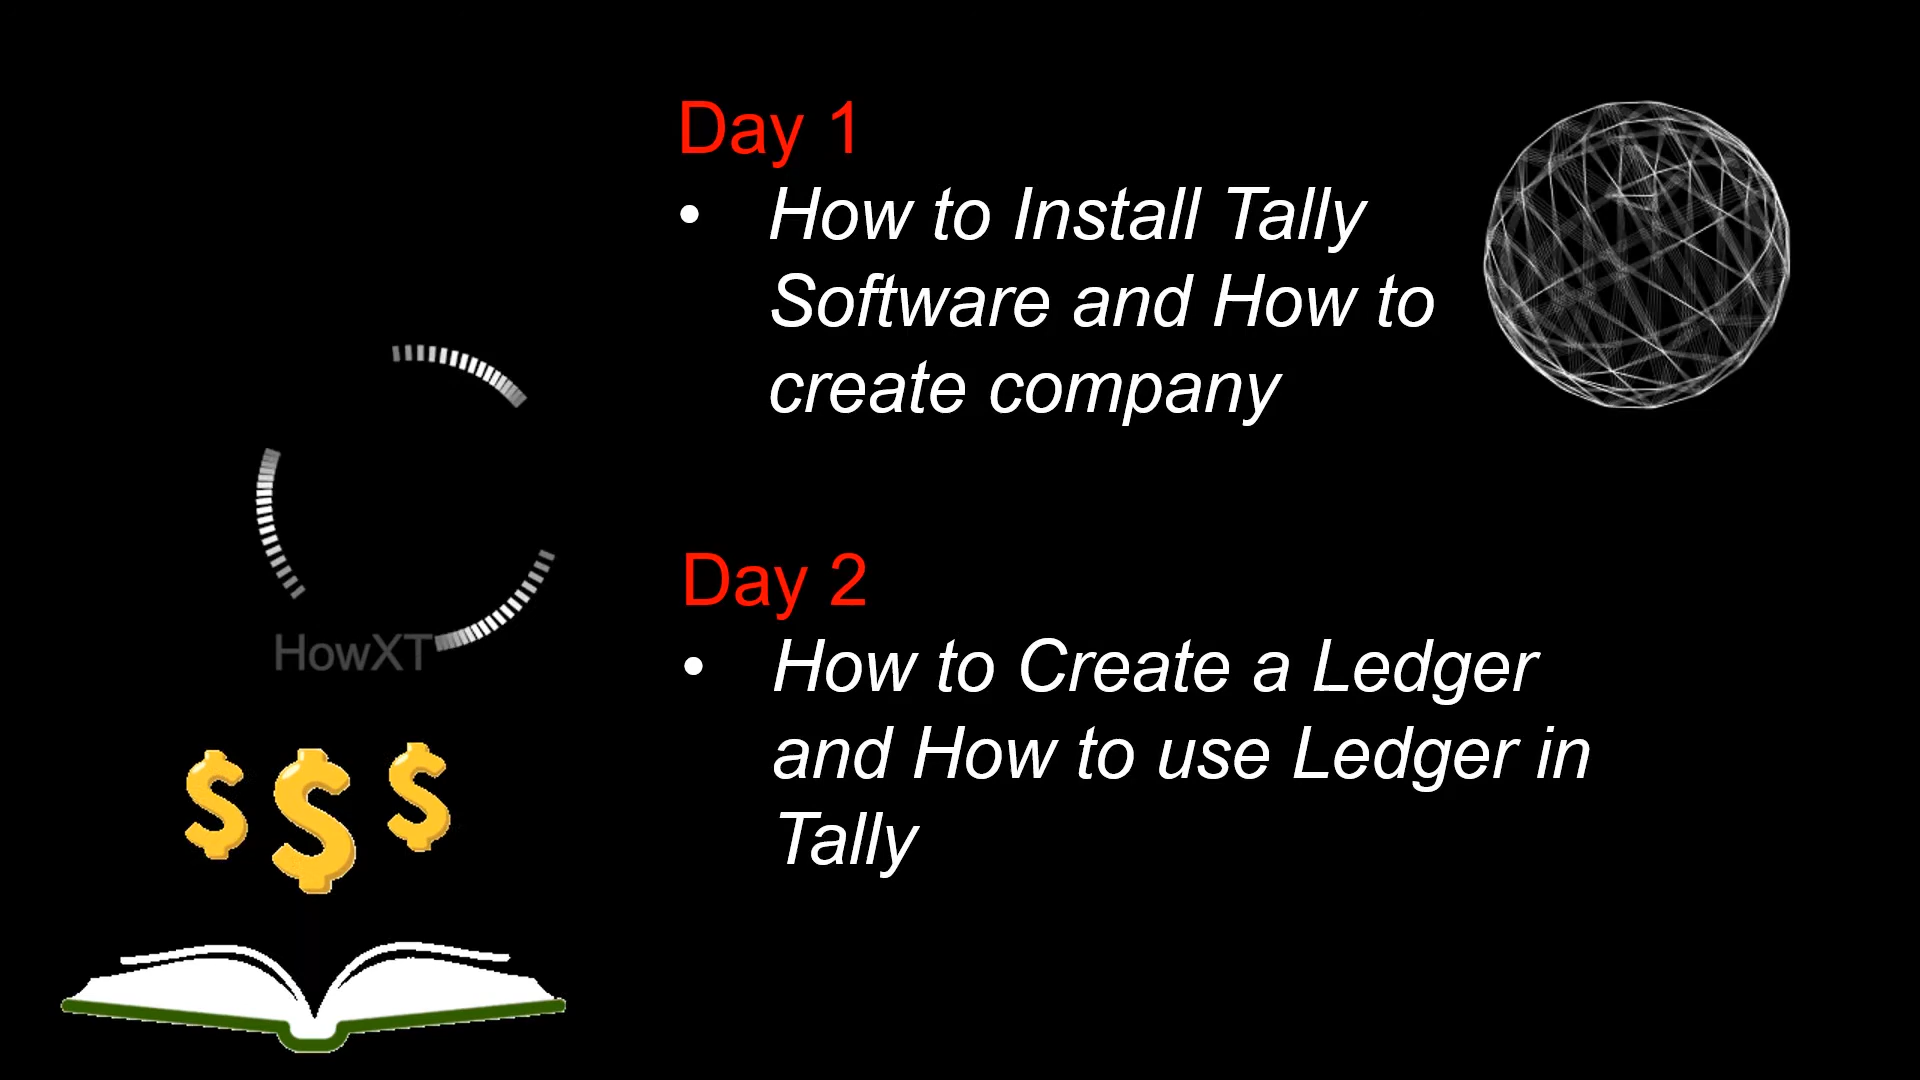 Day 1
• How to Install Tally
Software and How to
create company
HowXT
Day 2
• How to Create a Ledger
and How to use Ledger in
Tally